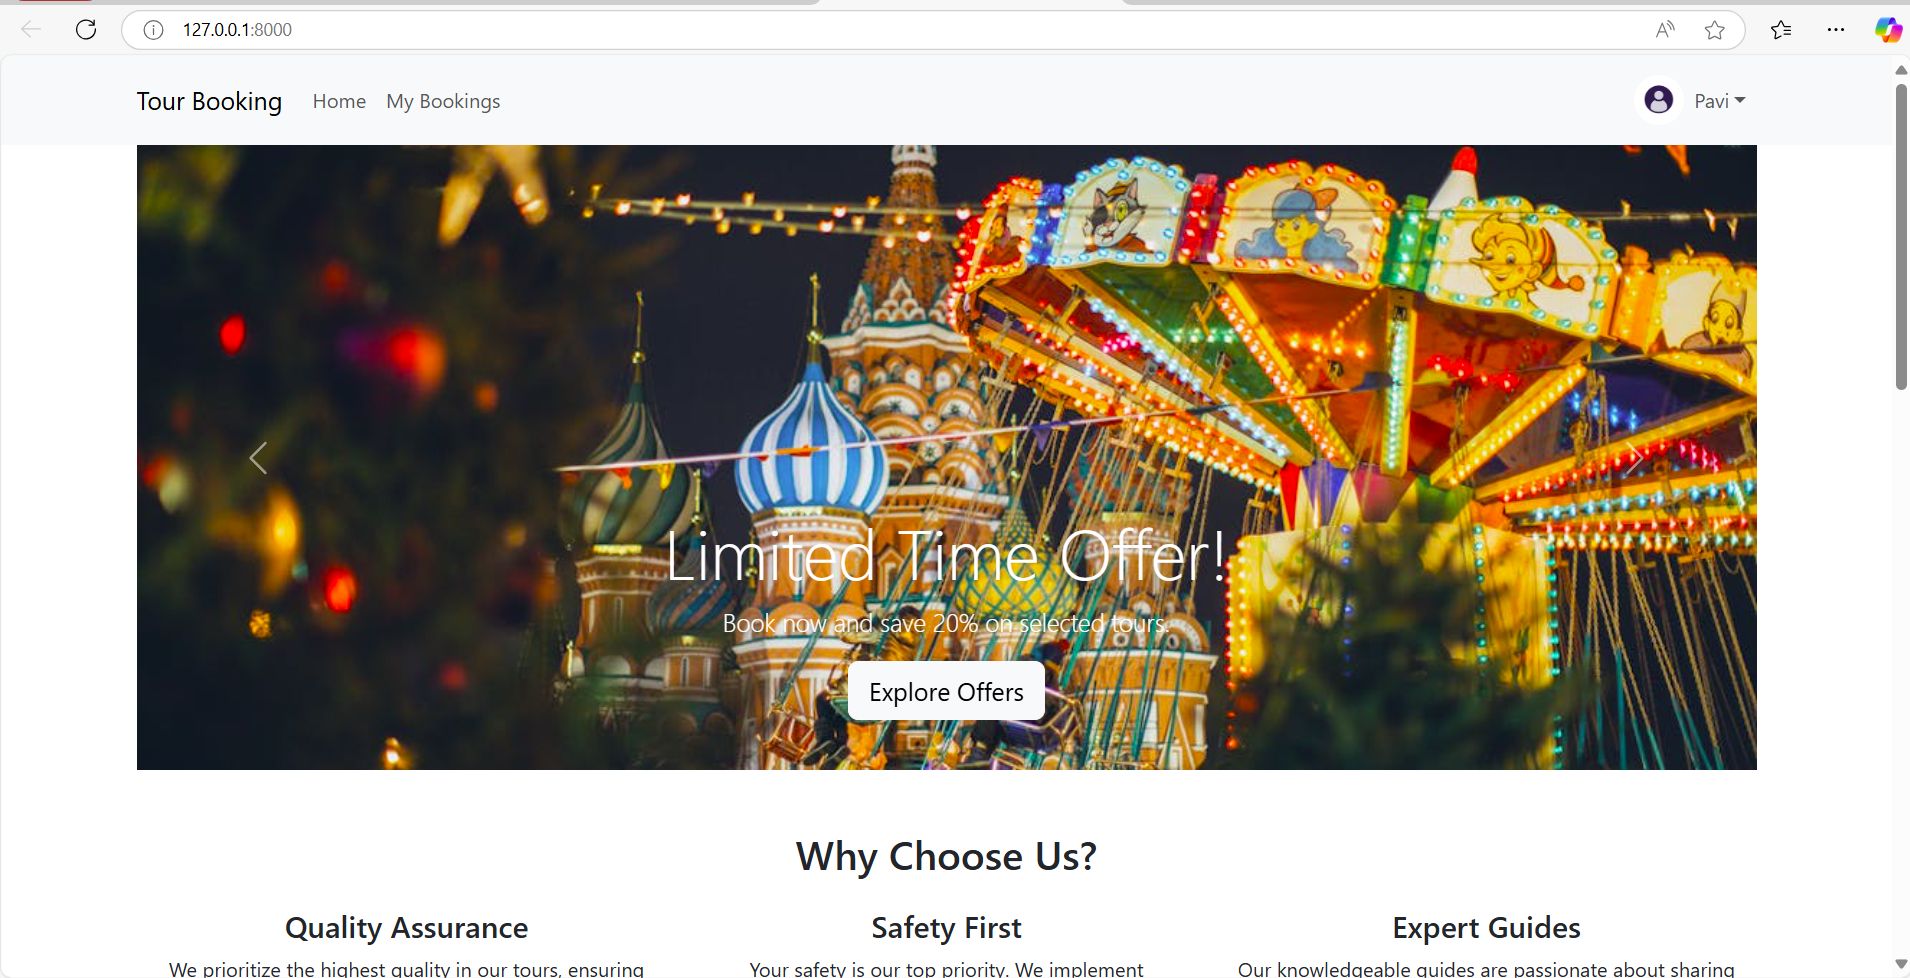 127.0.0.1:8000
Tour Booking Home My Bookings Pavi
Limited Time Offer!
Book now and save 20% on selected tours.
Explore Offers
Why Choose Us?
Quality Assurance
We prioritize the highest quality in our tours, ensuring
Safety First
Your safety is our top priority. We implement
Expert Guides
Our knowledgeable guides are passionate about sharing